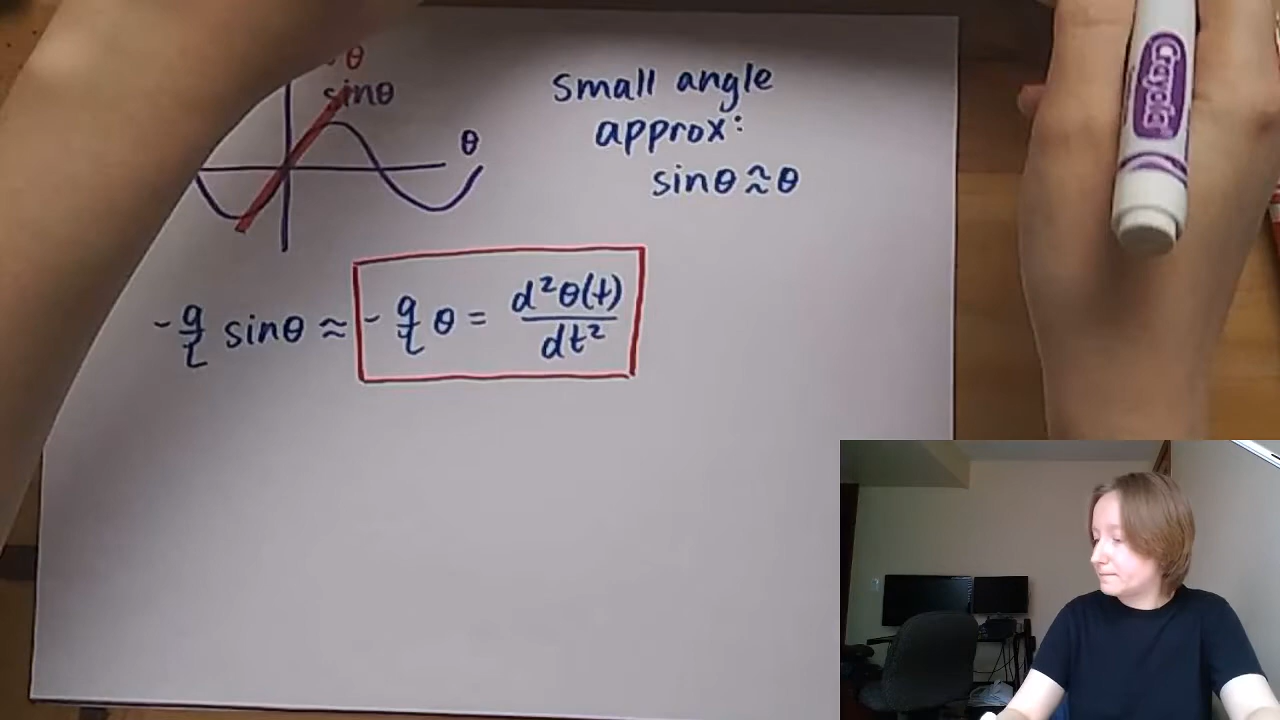 θ
sinθ
θ
small angle
approx:
sinθ≈θ
-g/l sinθ ≈ -g/l θ = d²θ(t)/dt²
Crayola